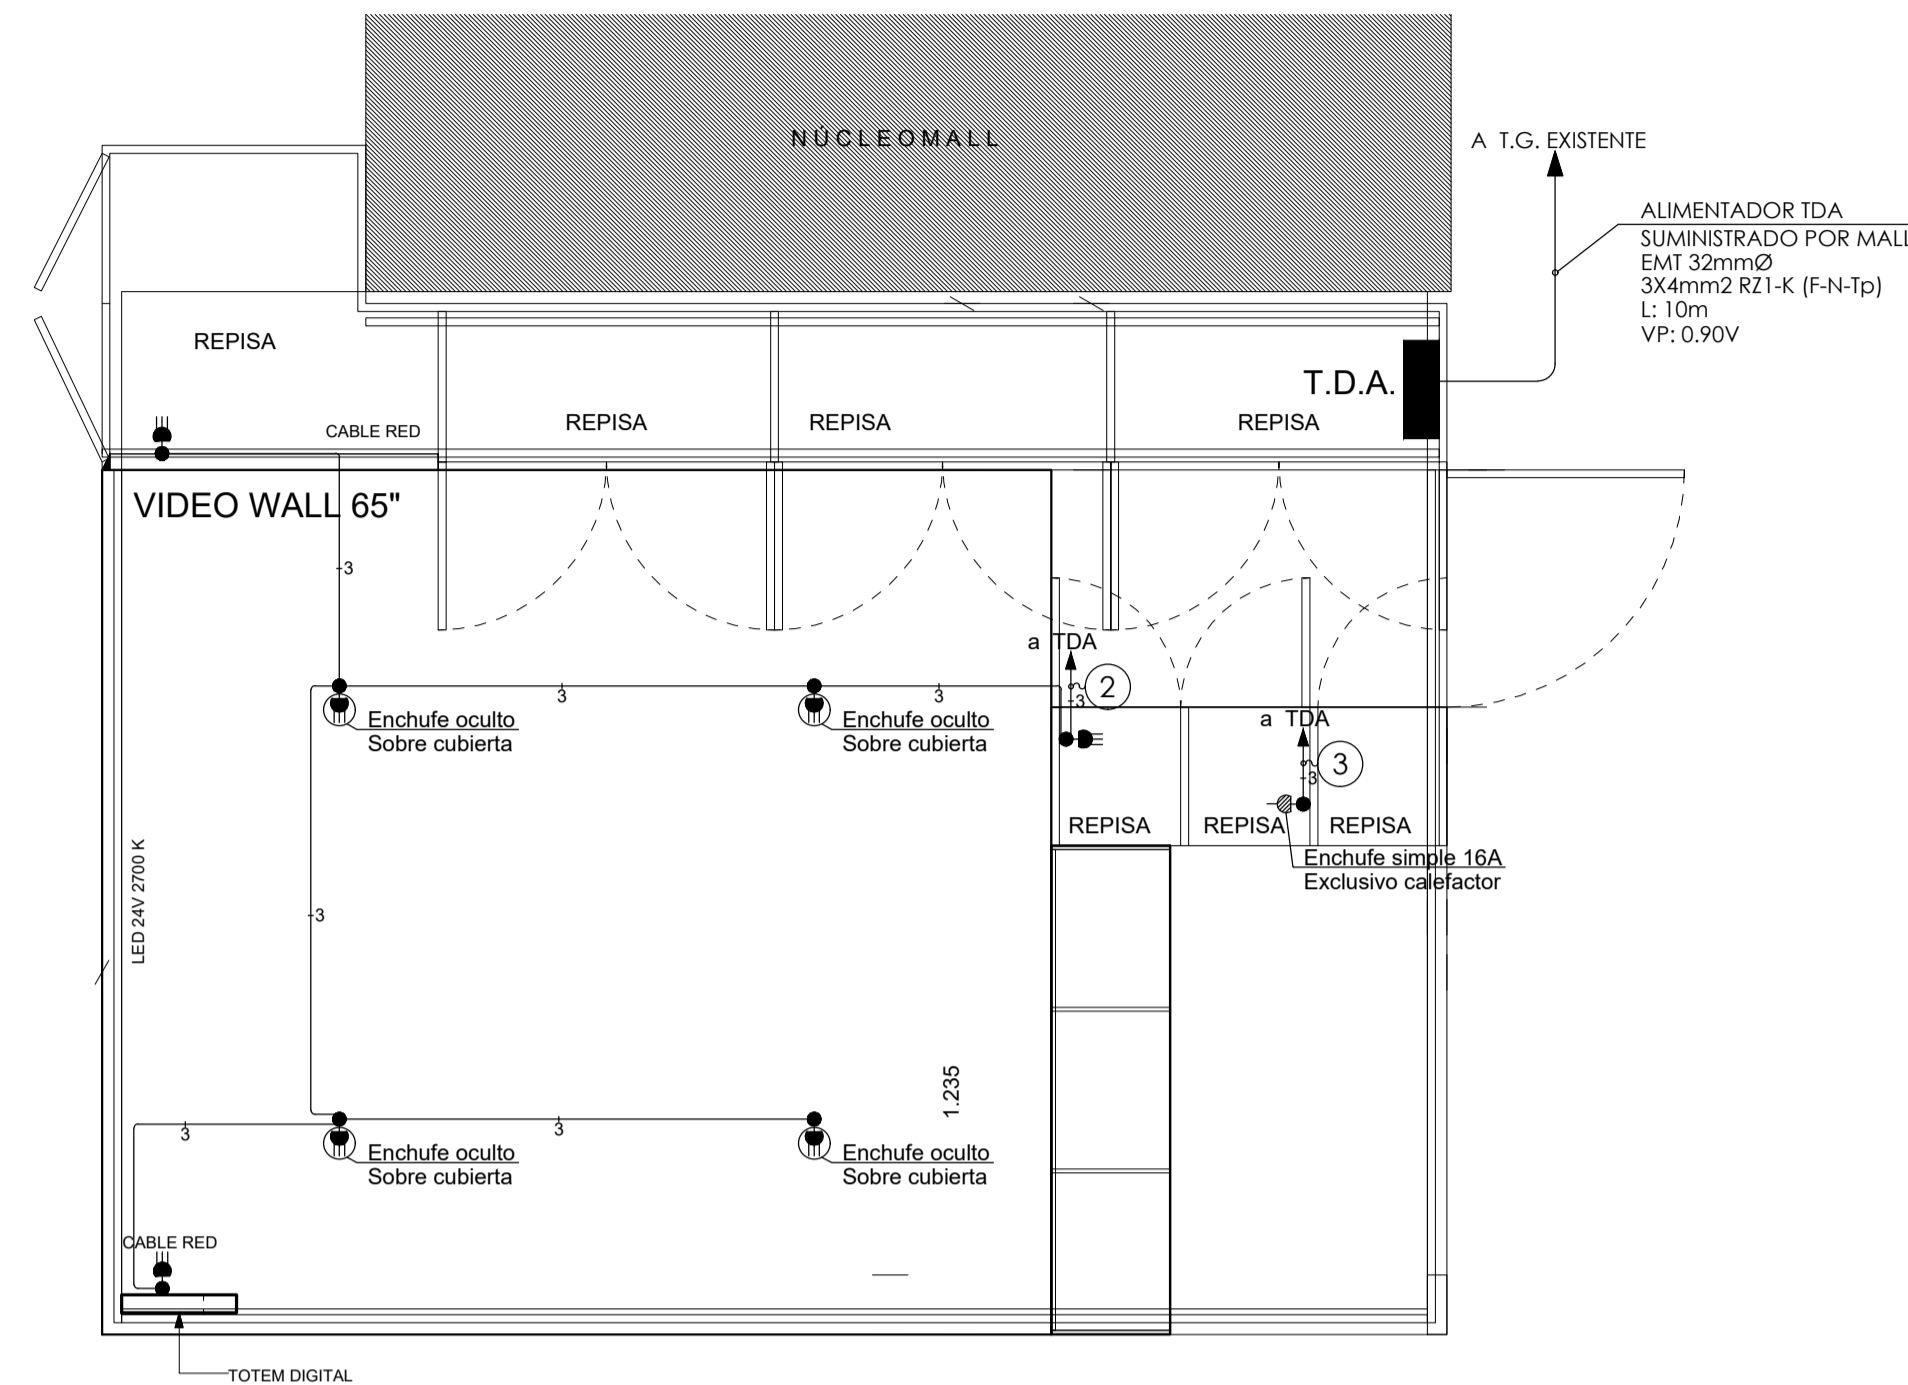 NÚCLEOMALL
A T.G. EXISTENTE
ALIMENTADOR TDA
SUMINISTRADO POR MALL
EMT 32mmØ
3X4mm2 RZ1-K (F-N-Tp)
L: 10m
VP: 0.90V
REPISA
T.D.A.
CABLE RED
REPISA
REPISA
REPISA
VIDEO WALL 65"
3
a TDA
2
3
3
3
Enchufe oculto
Sobre cubierta
Enchufe oculto
Sobre cubierta
a TDA
3
3
REPISA
REPISA
REPISA
Enchufe simple 16A
Exclusivo calefactor
LED 24V 2700 K
3
1.235
3
3
Enchufe oculto
Sobre cubierta
Enchufe oculto
Sobre cubierta
CABLE RED
TOTEM DIGITAL